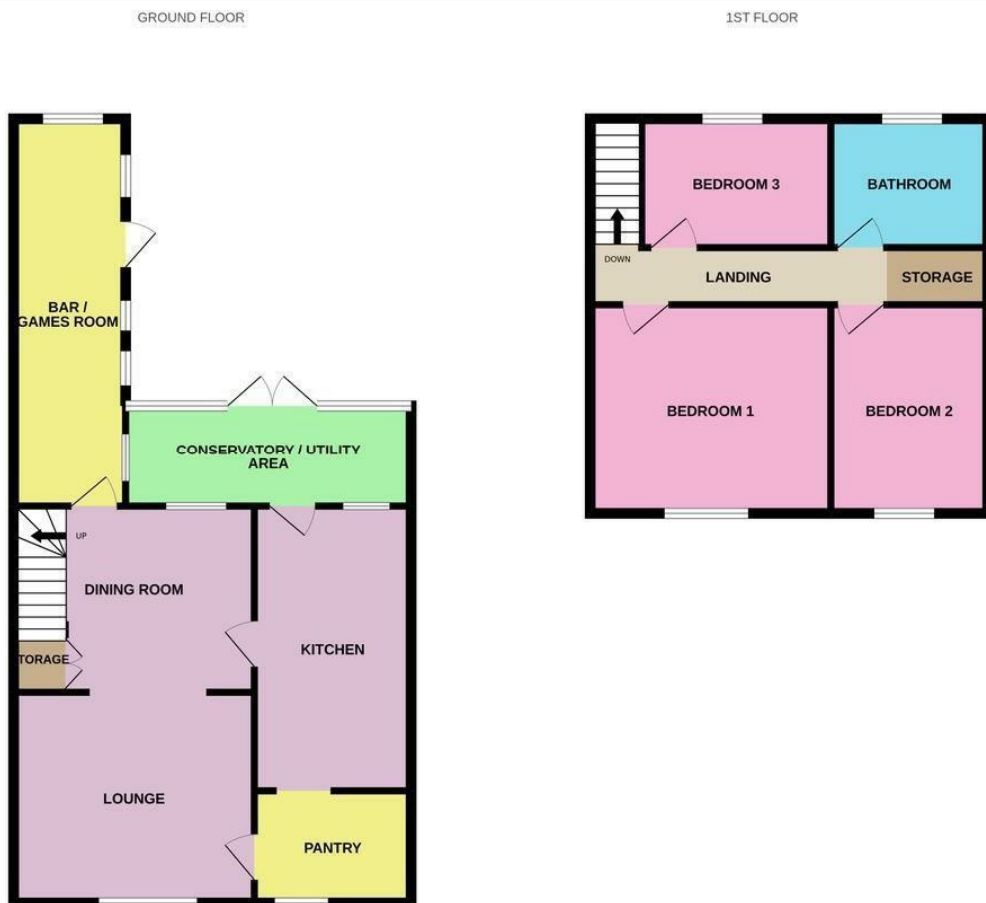 GROUND FLOOR
BAR /
GAMES ROOM
CONSERVATORY / UTILITY
AREA
UP
DINING ROOM
TORAGE
KITCHEN
LOUNGE
PANTRY
1ST FLOOR
BEDROOM 3
BATHROOM
DOWN
LANDING
STORAGE
BEDROOM 1
BEDROOM 2